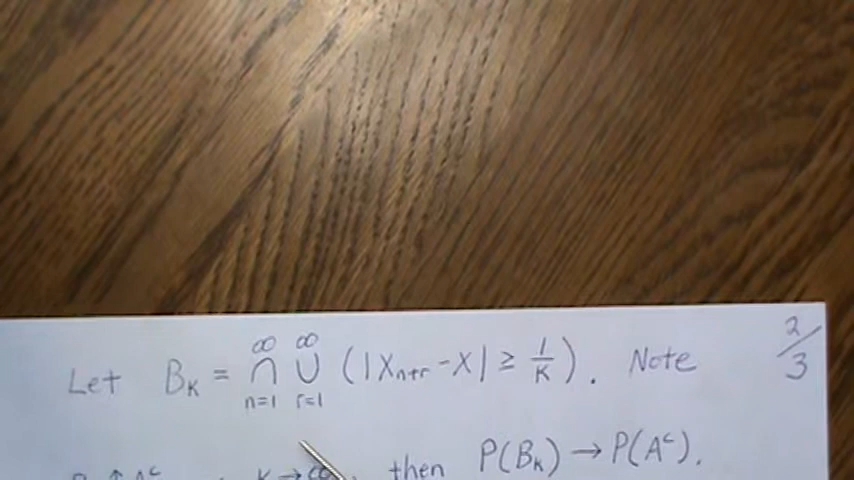 2/3
Let B_K = ∩_{n=1}^{∞} ∪_{r=1}^{∞} (|X_{n+r} - X| ≥ 1/K). Note
↑ A^c K → ∞, then P(B_K) → P(A^c).